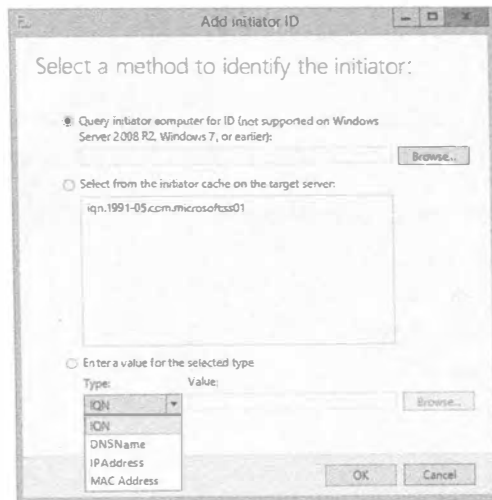 Add initiator ID
Select a method to identify the initiator:
Query initiator computer for ID (not supported on Windows
Server 2008 R2, Windows 7, or earlier):
Browse...
Select from the initiator cache on the target server:
iqn.1991-05.com.microsoft:ss01
Enter a value for the selected type
Type: Value:
IQN Browse...
IQN
DNSName
IPAddress
MAC Address
OK Cancel